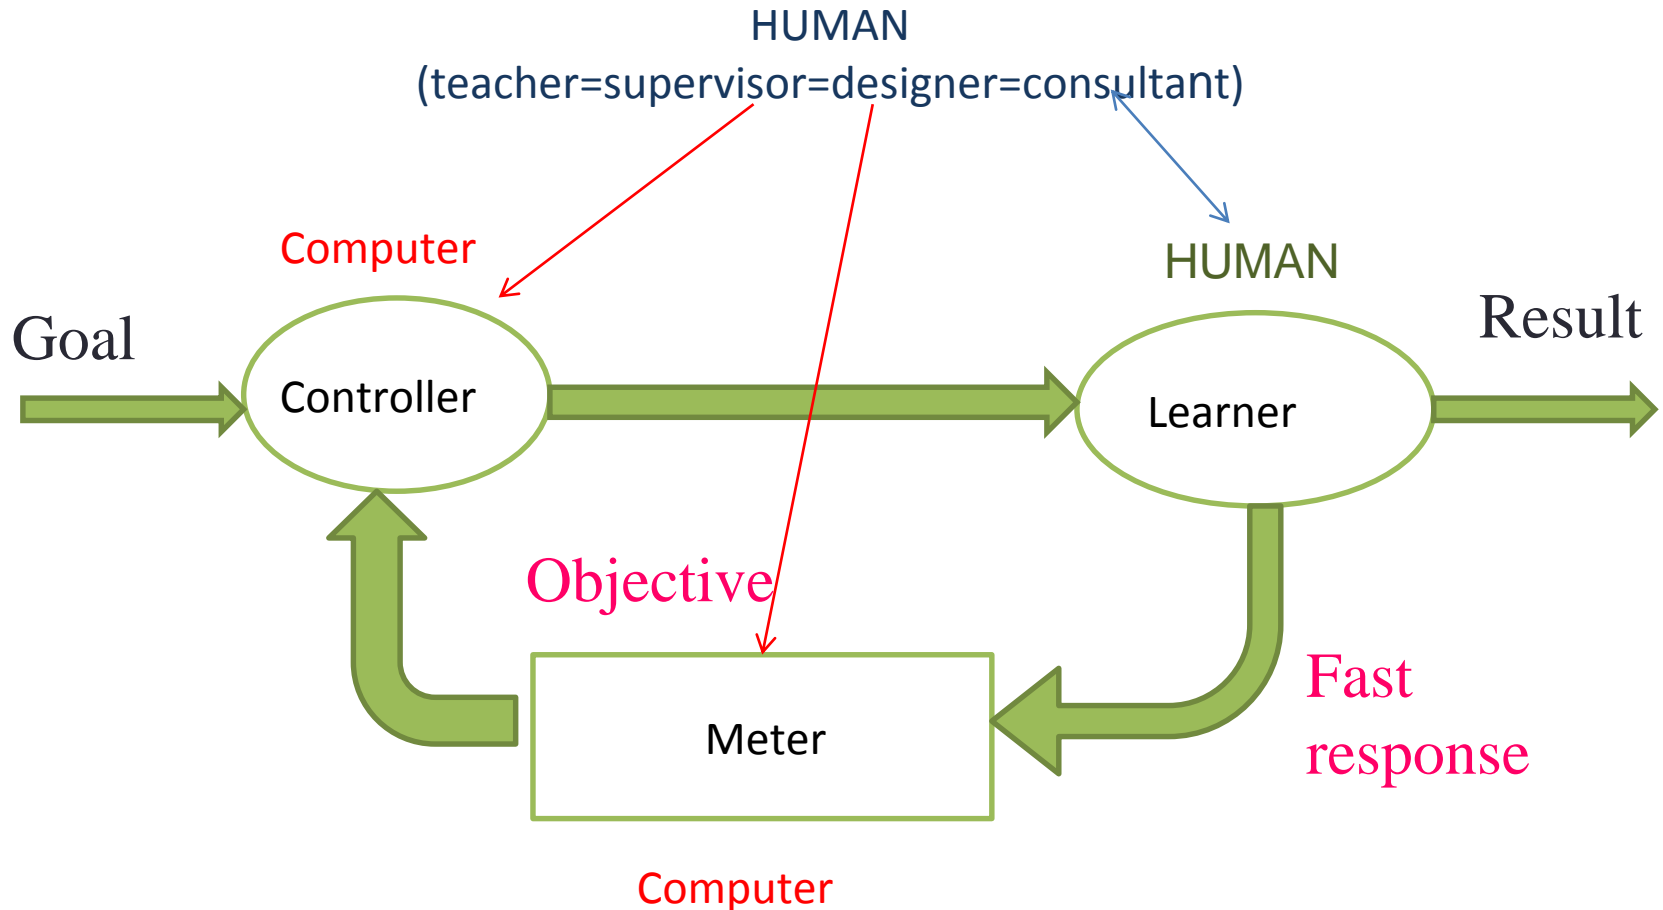 HUMAN
(teacher=supervisor=designer=consultant)
Computer
HUMAN
Goal
Result
Controller
Learner
Objective
Fast
response
Meter
Computer